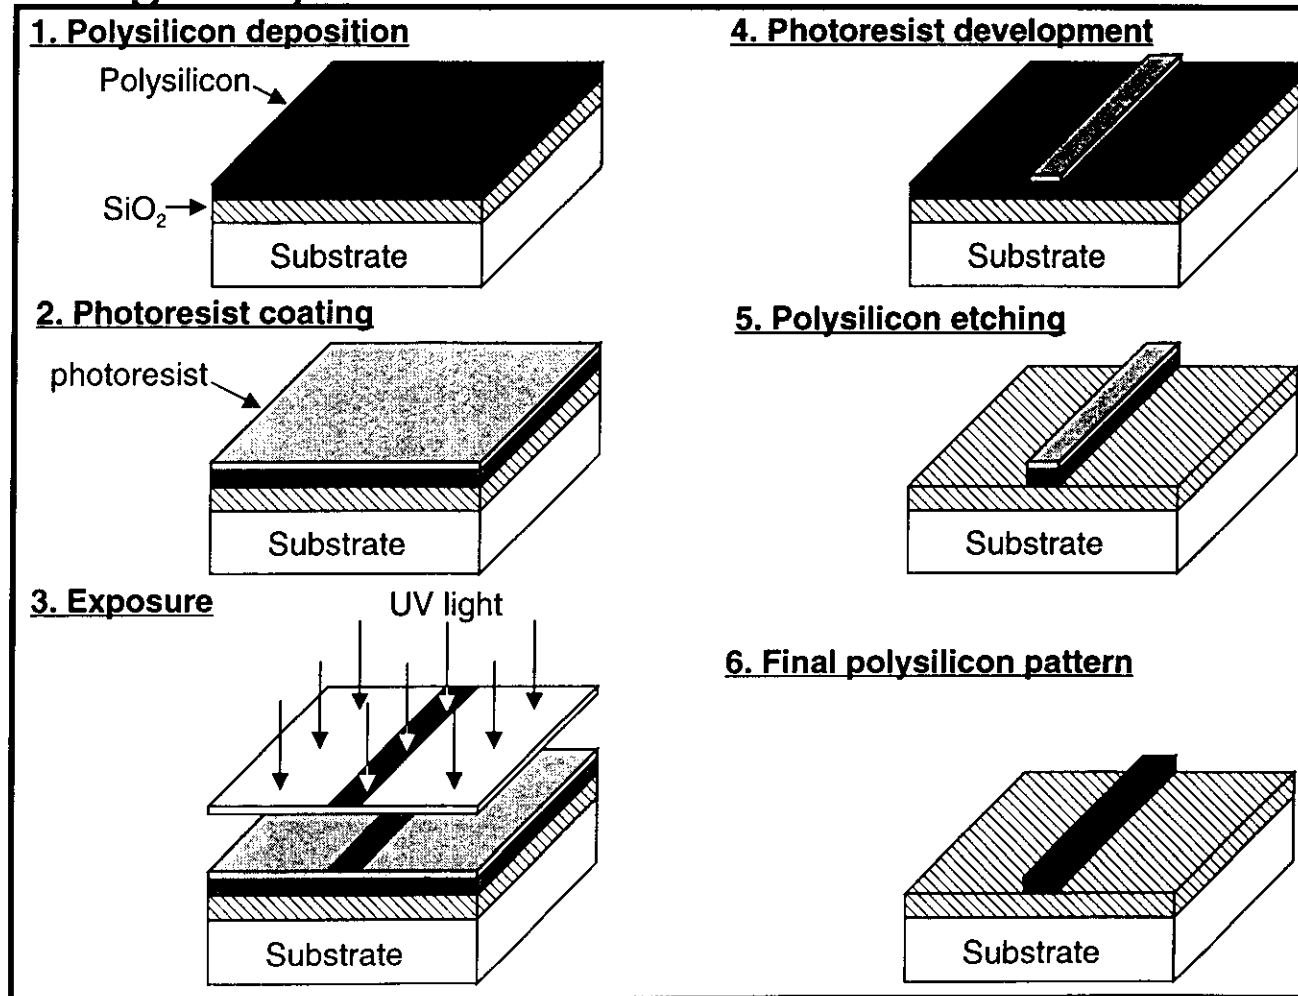 1. Polysilicon deposition
Polysilicon
SiO₂
Substrate
2. Photoresist coating
photoresist
Substrate
3. Exposure
UV light
Substrate
4. Photoresist development
Substrate
5. Polysilicon etching
Substrate
6. Final polysilicon pattern
Substrate